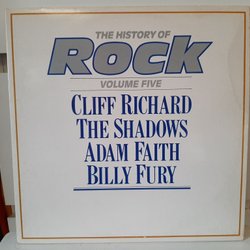 THE HISTORY OF
Rock
VOLUME FIVE
CLIFF RICHARD
THE SHADOWS
ADAM FAITH
BILLY FURY